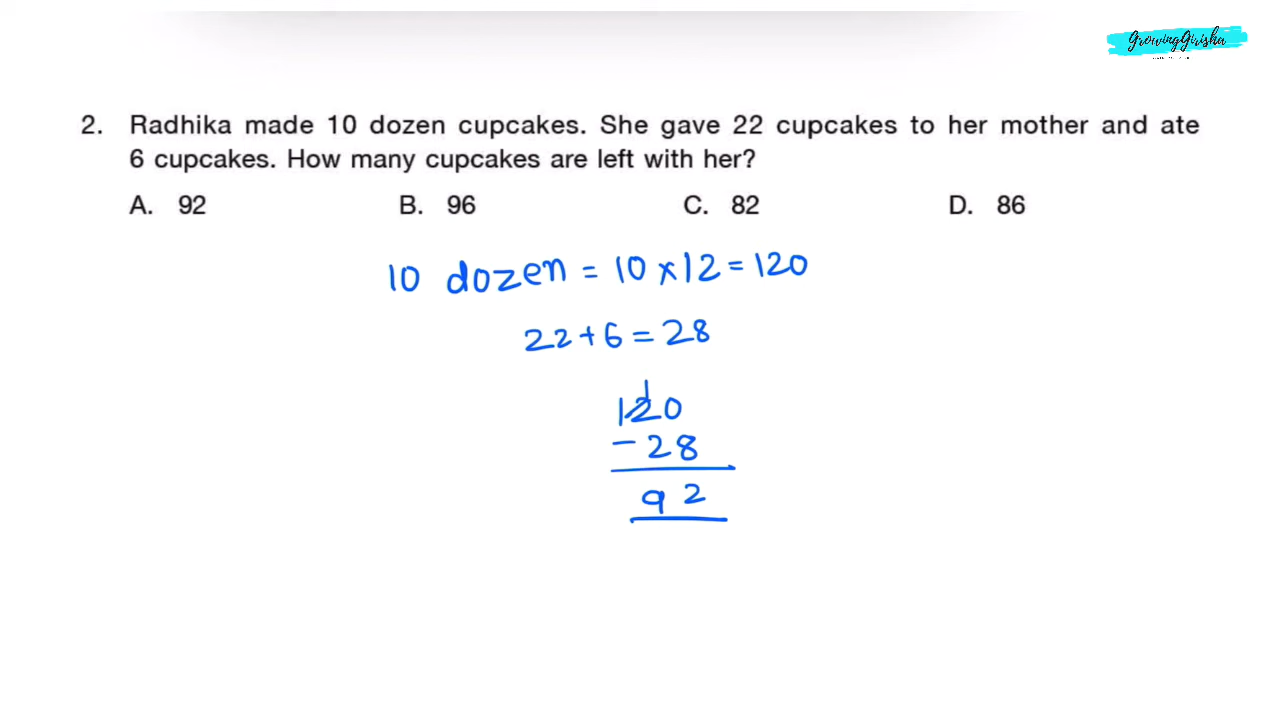 GrowingGirisha
2. Radhika made 10 dozen cupcakes. She gave 22 cupcakes to her mother and ate
6 cupcakes. How many cupcakes are left with her?
A. 92 B. 96 C. 82 D. 86
10 dozen = 10 x 12 = 120
22 + 6 = 28
1
120
- 28
92